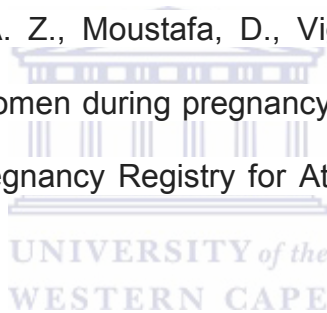 A. Z., Moustafa, D., Vi
omen during pregnancy
egnancy Registry for At
UNIVERSITY of the
WESTERN CAPE